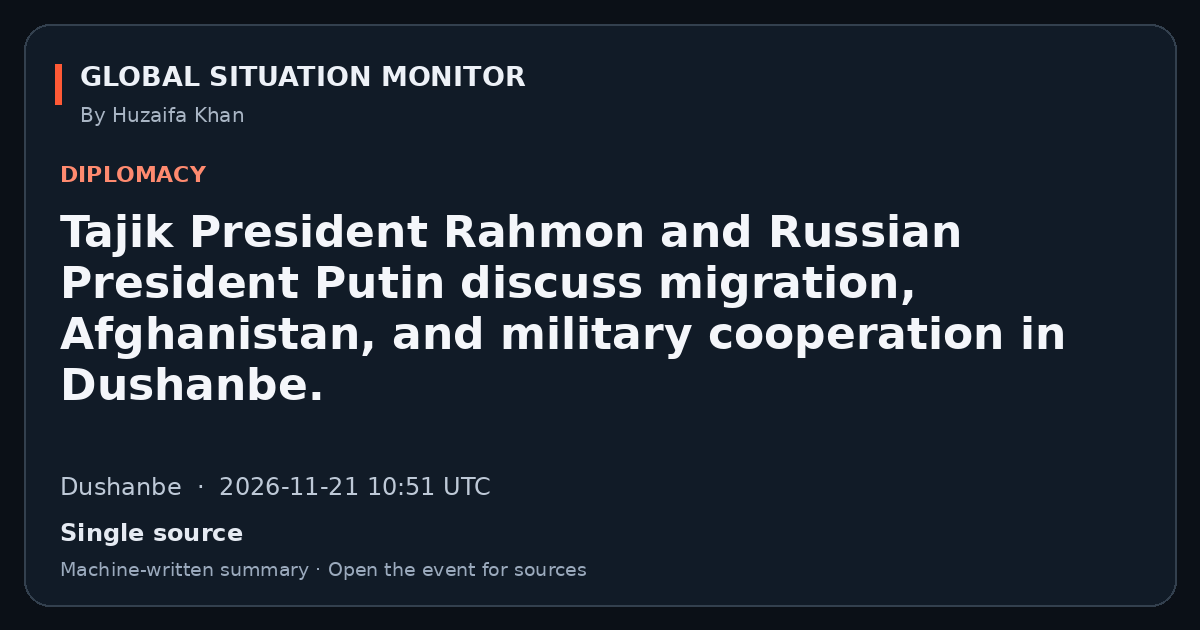 GLOBAL SITUATION MONITOR
By Huzaifa Khan
DIPLOMACY
Tajik President Rahmon and Russian
President Putin discuss migration,
Afghanistan, and military cooperation in
Dushanbe.
Dushanbe · 2026-11-21 10:51 UTC
Single source
Machine-written summary · Open the event for sources